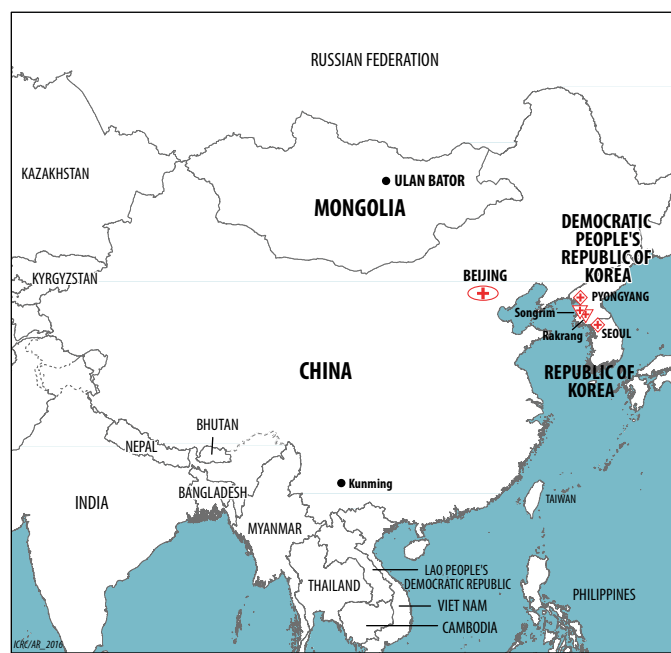 RUSSIAN FEDERATION
KAZAKHSTAN
ULAN BATOR
MONGOLIA
DEMOCRATIC
PEOPLE'S
REPUBLIC OF
KOREA
KYRGYZSTAN
BEIJING
PYONGYANG
Songrim
Rakrang
SEOUL
CHINA
REPUBLIC OF
KOREA
BHUTAN
NEPAL
Kunming
BANGLADESH
INDIA
TAIWAN
MYANMAR
LAO PEOPLE'S
DEMOCRATIC REPUBLIC
THAILAND
PHILIPPINES
VIET NAM
CAMBODIA
ICRC/AR_2016